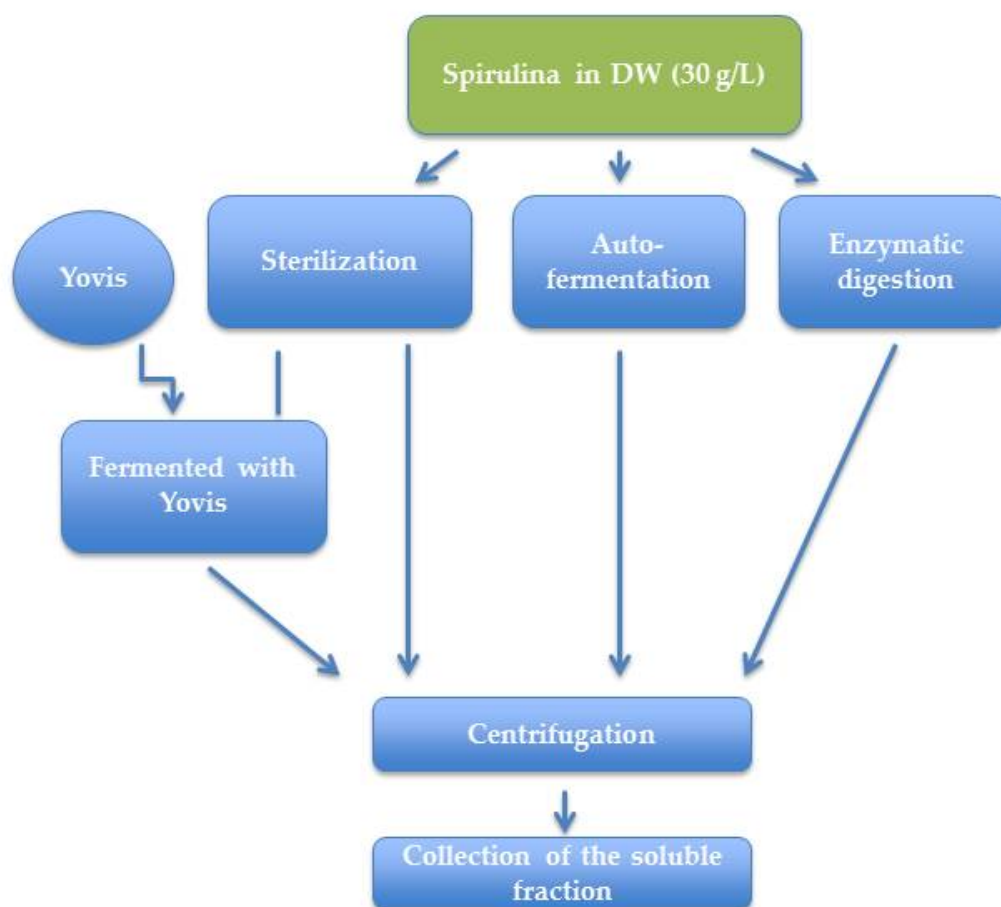 Spirulina in DW (30 g/L)
Yovis
Sterilization
Auto-
fermentation
Enzymatic
digestion
Fermented with
Yovis
Centrifugation
Collection of the soluble
fraction